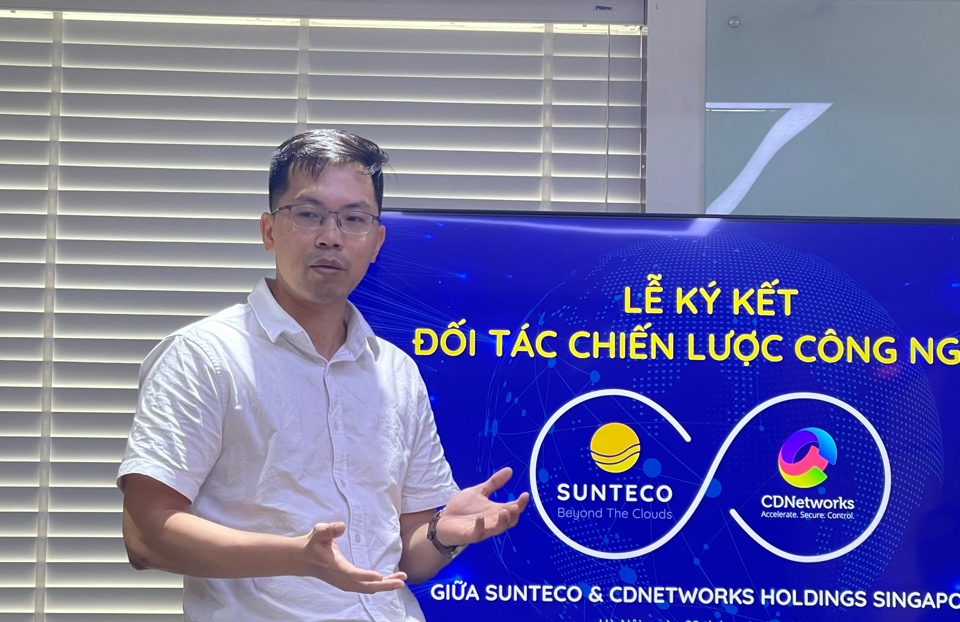 LỄ KÝ KẾT
ĐỐI TÁC CHIẾN LƯỢC CÔNG NG
SUNTECO
Beyond The Clouds
CDNetworks
Accelerate. Secure. Control.
GIỮA SUNTECO & CDNETWORKS HOLDINGS SINGAPO